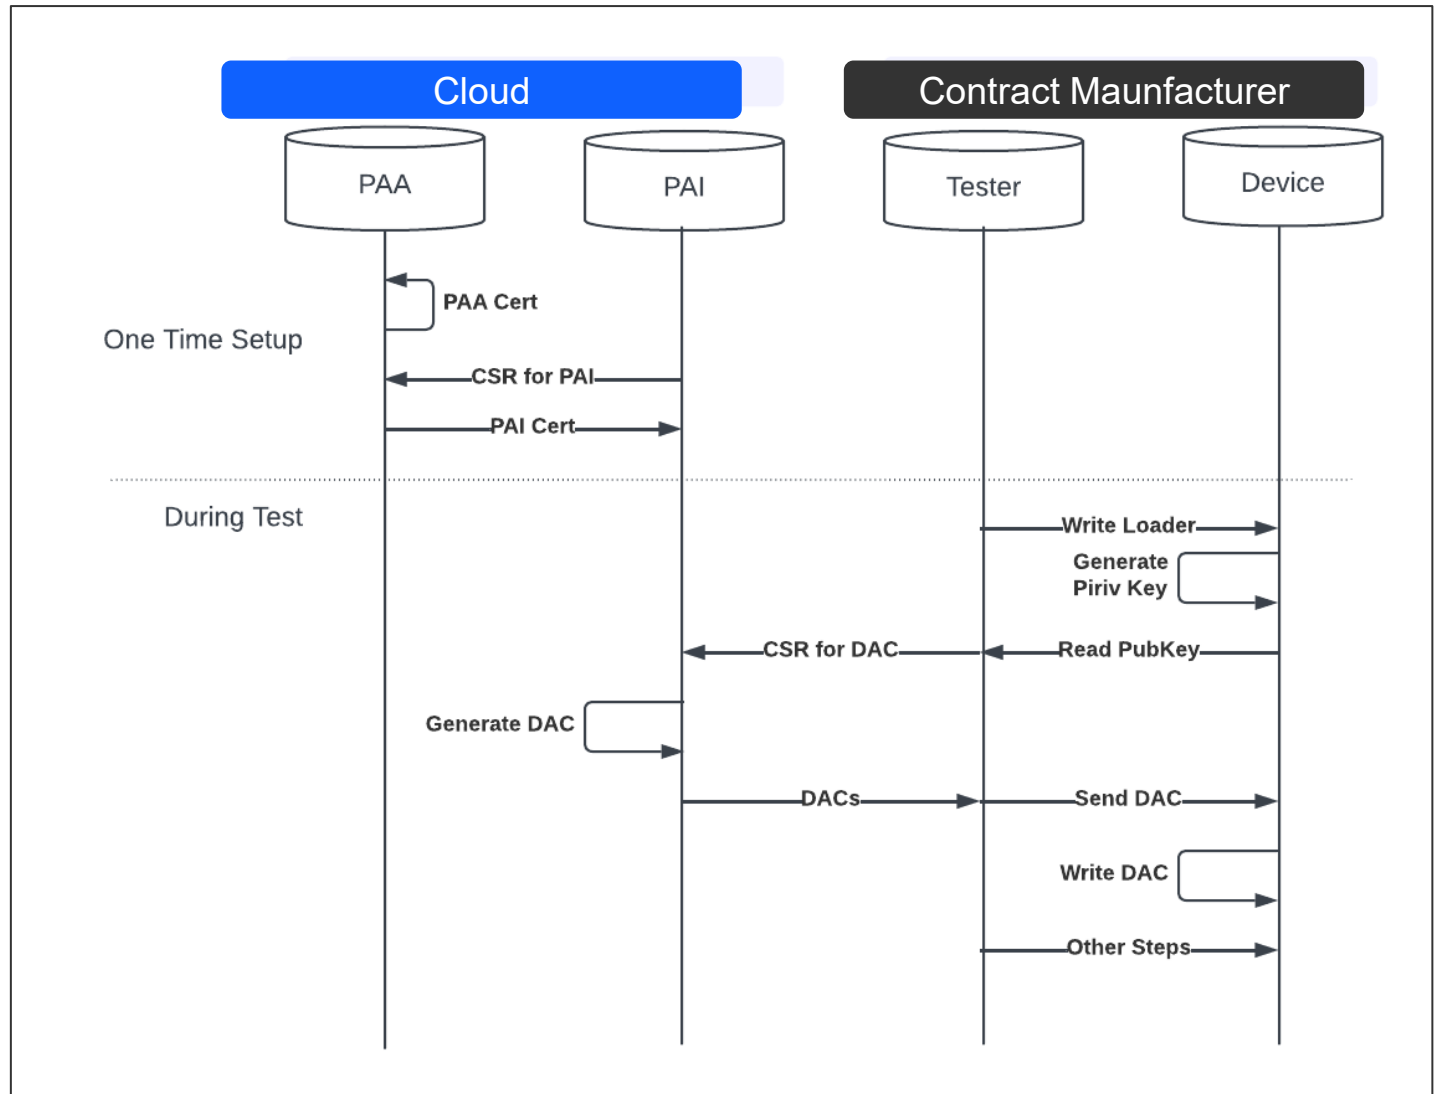 Cloud
Contract Maunfacturer
PAA
PAI
Tester
Device
PAA Cert
One Time Setup
CSR for PAI
PAI Cert
During Test
Write Loader
Generate
Piriv Key
CSR for DAC
Read PubKey
Generate DAC
DACs
Send DAC
Write DAC
Other Steps